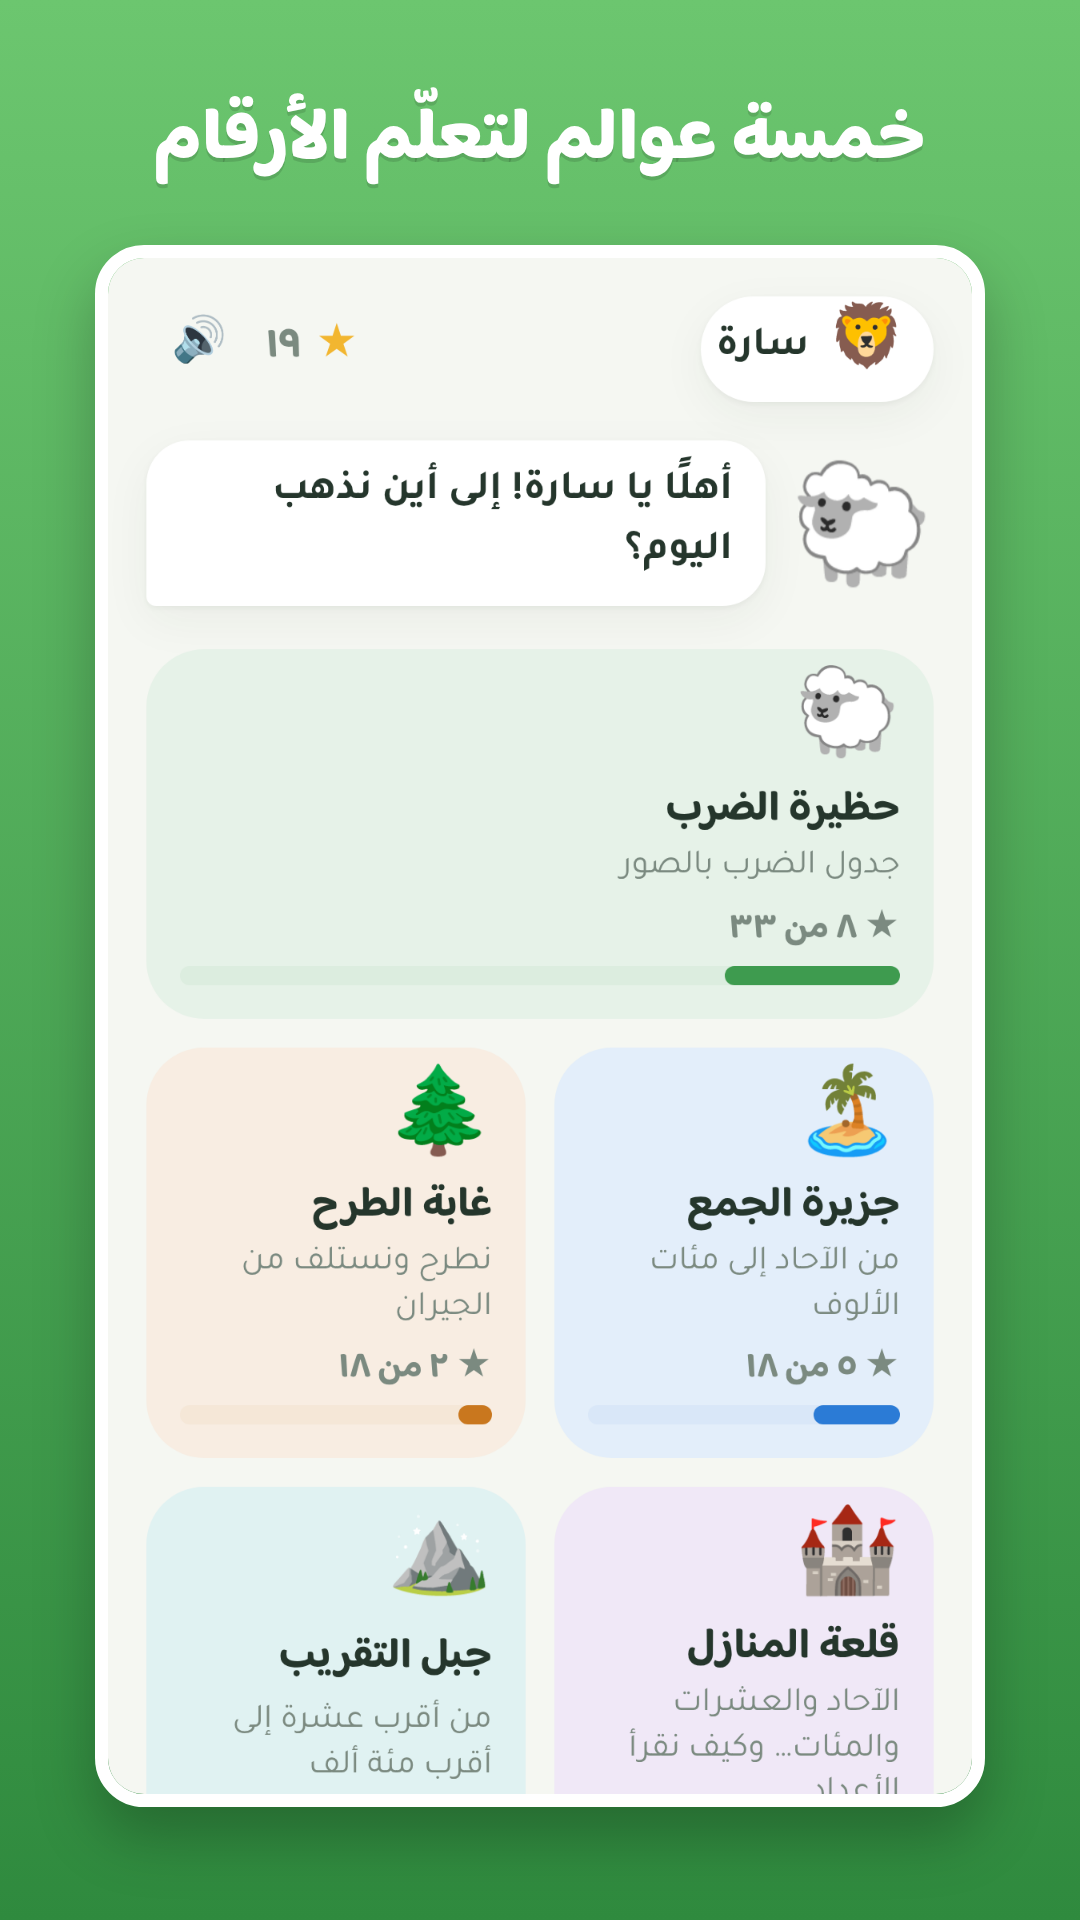 خمسة عوالم لتعلّم الأرقام
سارة
★ ١٩
أهلًا يا سارة! إلى أين نذهب
اليوم؟
حظيرة الضرب
جدول الضرب بالصور
★ ٨ من ٣٣
جزيرة الجمع
من الآحاد إلى مئات
الألوف
★ ٥ من ١٨
غابة الطرح
نطرح ونستلف من
الجيران
★ ٢ من ١٨
قلعة المنازل
الآحاد والعشرات
والمئات… وكيف نقرأ
الأعداد
جبل التقريب
من أقرب عشرة إلى
أقرب مئة ألف